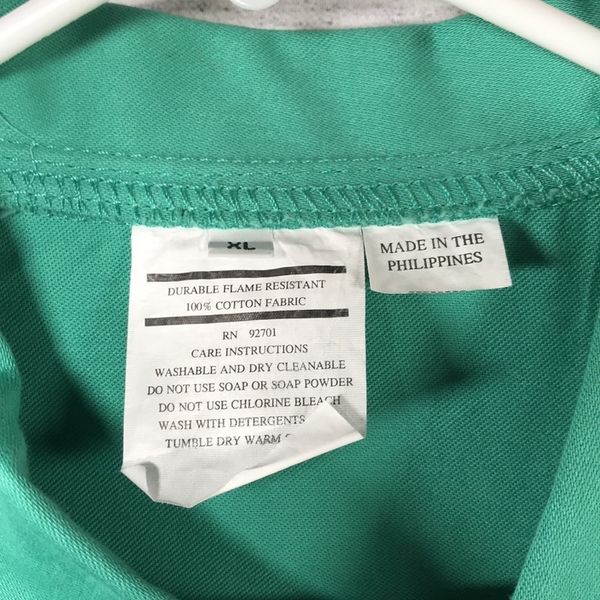 XL
DURABLE FLAME RESISTANT
100% COTTON FABRIC
RN 92701
CARE INSTRUCTIONS
WASHABLE AND DRY CLEANABLE
DO NOT USE SOAP OR SOAP POWDER
DO NOT USE CHLORINE BLEACH
WASH WITH DETERGENTS
TUMBLE DRY WARM
MADE IN THE
PHILIPPINES